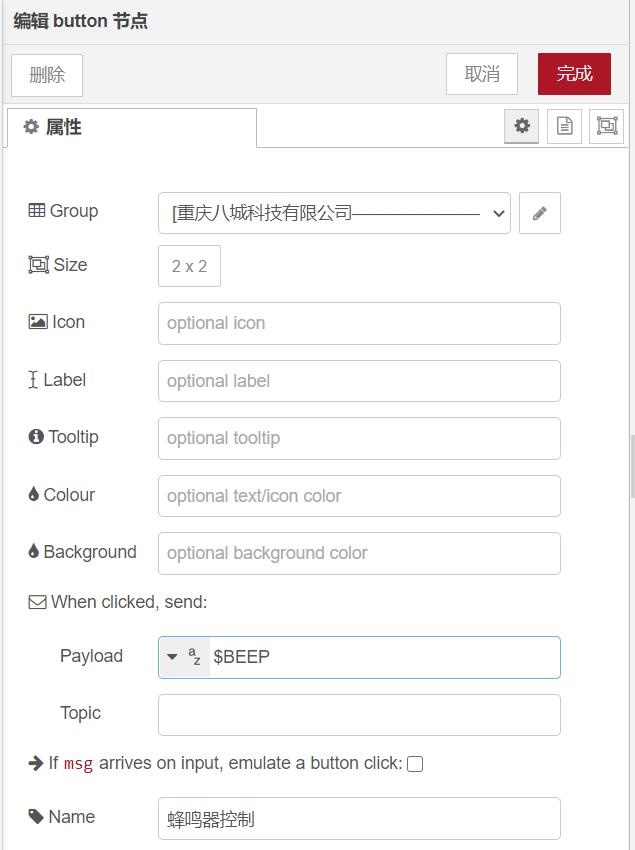 编辑 button 节点
删除
取消
完成
属性
Group
[重庆八城科技有限公司————————
Size
2 x 2
Icon
optional icon
Label
optional label
Tooltip
optional tooltip
Colour
optional text/icon color
Background
optional background color
When clicked, send:
Payload
az $BEEP
Topic
If msg arrives on input, emulate a button click:
Name
蜂鸣器控制